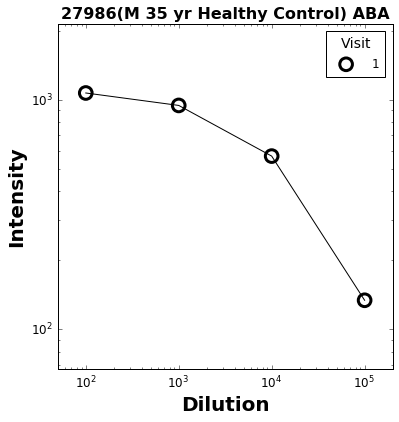 27986(M 35 yr Healthy Control) ABA
Visit
1
10³
10²
Intensity
10² 10³ 10⁴ 10⁵
Dilution